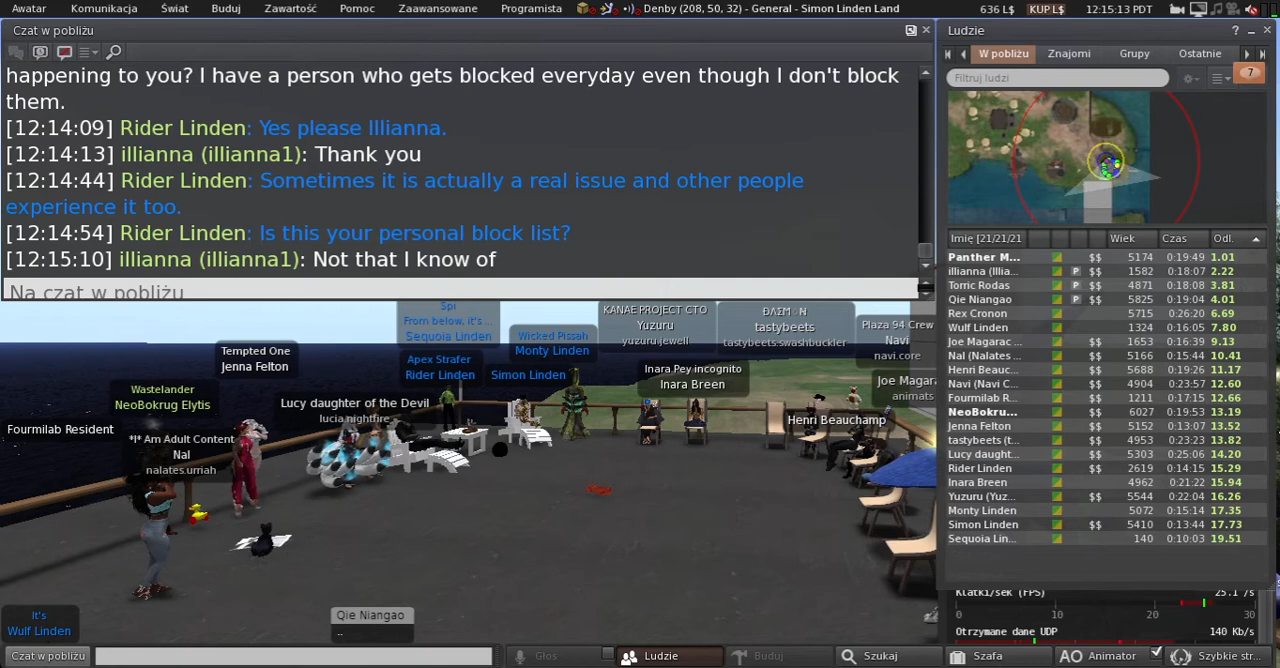 Awatar Komunikacja Świat Buduj Zawartość Pomoc Zaawansowane Programista Denby (208, 50, 32) - General - Simon Linden Land 636 L$ KUP L$ 12:15:13 PDT
Czat w pobliżu
happening to you? I have a person who gets blocked everyday even though I don't block
them.
[12:14:09] Rider Linden: Yes please Illianna.
[12:14:13] illianna (illianna1): Thank you
[12:14:44] Rider Linden: Sometimes it is actually a real issue and other people
experience it too.
[12:14:54] Rider Linden: Is this your personal block list?
[12:15:10] illianna (illianna1): Not that I know of
Na czat w pobliżu
Spi
From below, it's ...
Sequoia Linden
Apex Strafer
Rider Linden
Wicked Pissah
Monty Linden
Simon Linden
KANAE PROJECT CTO
Yuzuru
yuzuru.jewell
tastybeets
tastybeets.swashbuckler
Plaza 94 Crew
Navi
navi.core
Tempted One
Jenna Felton
Wastelander
NeoBokrug Elytis
Lucy daughter of the Devil
lucia.nightfire
Inara Pey incognito
Inara Breen
Joe Magara
animats
Henri Beauchamp
Fourmilab Resident
*!* Am Adult Content
Nal
nalates.urriah
It's
Wulf Linden
Qie Niangao
..
Ludzie
W pobliżu Znajomi Grupy Ostatnie
Filtruj ludzi
7
Imię [21/21/21 Wiek Czas Odl.
Panther M... $$ 5174 0:19:49 1.01
illianna (Illia... P $$ 1582 0:18:07 2.22
Torric Rodas P $$ 4871 0:18:08 3.81
Qie Niangao P $$ 5825 0:19:04 4.01
Rex Cronon 5715 0:26:20 6.69
Wulf Linden 1324 0:16:05 7.80
Joe Magarac ... $$ 1653 0:16:39 9.13
Nal (Nalates ... $$ 5166 0:15:44 10.41
Henri Beauc... $$ 5688 0:19:26 11.17
Navi (Navi C... $$ 4904 0:23:57 12.60
Fourmilab R... $$ 1211 0:17:15 12.66
NeoBokru... $$ 6027 0:19:53 13.19
Jenna Felton $$ 5152 0:13:07 13.52
tastybeets (t... $$ 4953 0:23:23 13.82
Lucy daught... $$ 5303 0:25:06 14.20
Rider Linden $$ 2619 0:14:15 15.29
Inara Breen 4962 0:21:22 15.94
Yuzuru (Yuz... $$ 5544 0:22:04 16.26
Monty Linden 5072 0:15:14 17.35
Simon Linden $$ 5410 0:13:44 17.73
Sequoia Lin... 140 0:10:03 19.51
Klatki/sek (FPS) 25.1 /s
0 10 20 30
Otrzymane dane UDP 140 Kb/s
Czat w pobliżu Głos Ludzie Buduj Szukaj Szafa AO Animator Szybkie str...